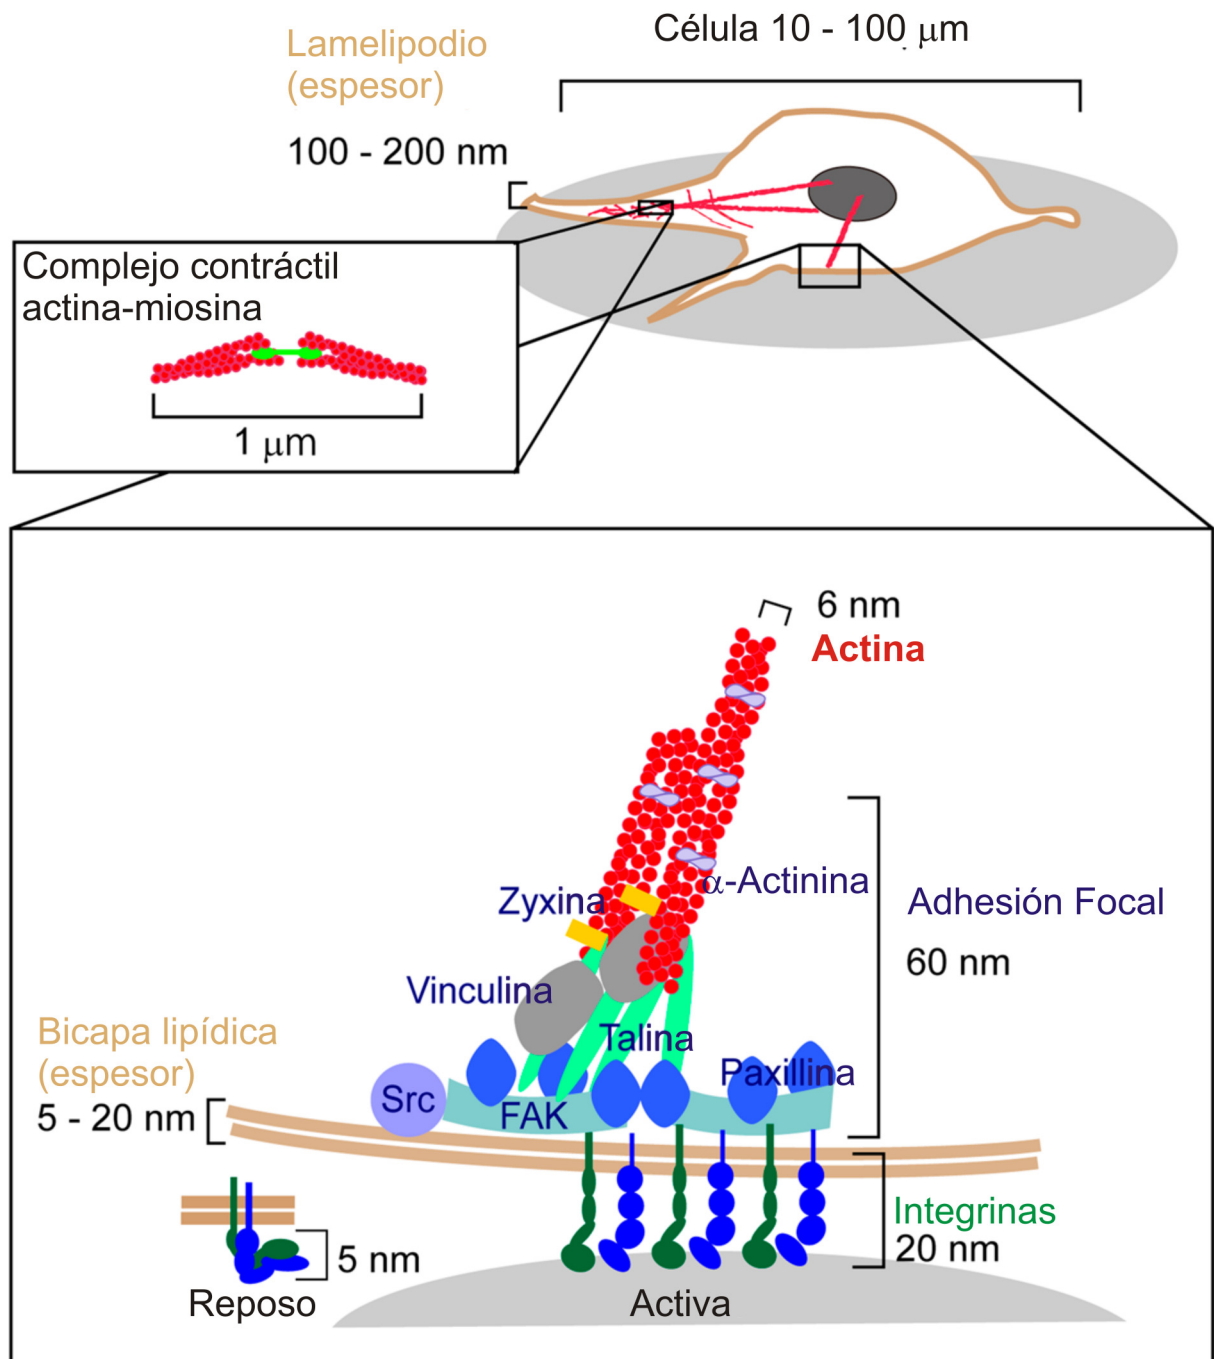 Célula 10 - 100 μm
Lamelipodio
(espesor)
100 - 200 nm
Complejo contráctil
actina-miosina
1 μm
6 nm
Actina
α-Actinina
Zyxina
Adhesión Focal
60 nm
Vinculina
Talina
Paxillina
Bicapa lipídica
(espesor)
5 - 20 nm
Src
FAK
Integrinas
20 nm
5 nm
Reposo
Activa